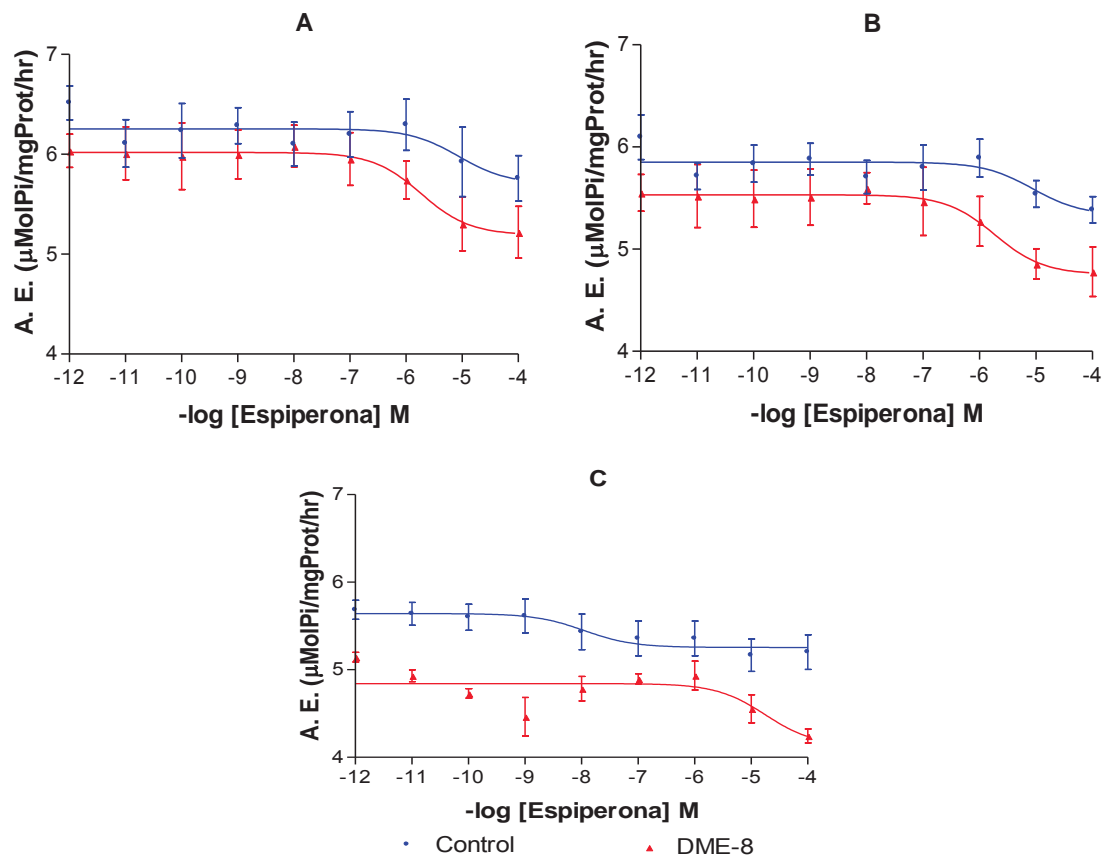 A
A. E. (µMolPi/mgProt/hr)
7
6
5
4
-12 -11 -10 -9 -8 -7 -6 -5 -4
-log [Espiperona] M
B
A. E. (µMolPi/mgProt/hr)
7
6
5
4
-12 -11 -10 -9 -8 -7 -6 -5 -4
-log [Espiperona] M
C
A. E. (µMolPi/mgProt/hr)
7
6
5
4
-12 -11 -10 -9 -8 -7 -6 -5 -4
-log [Espiperona] M
Control DME-8